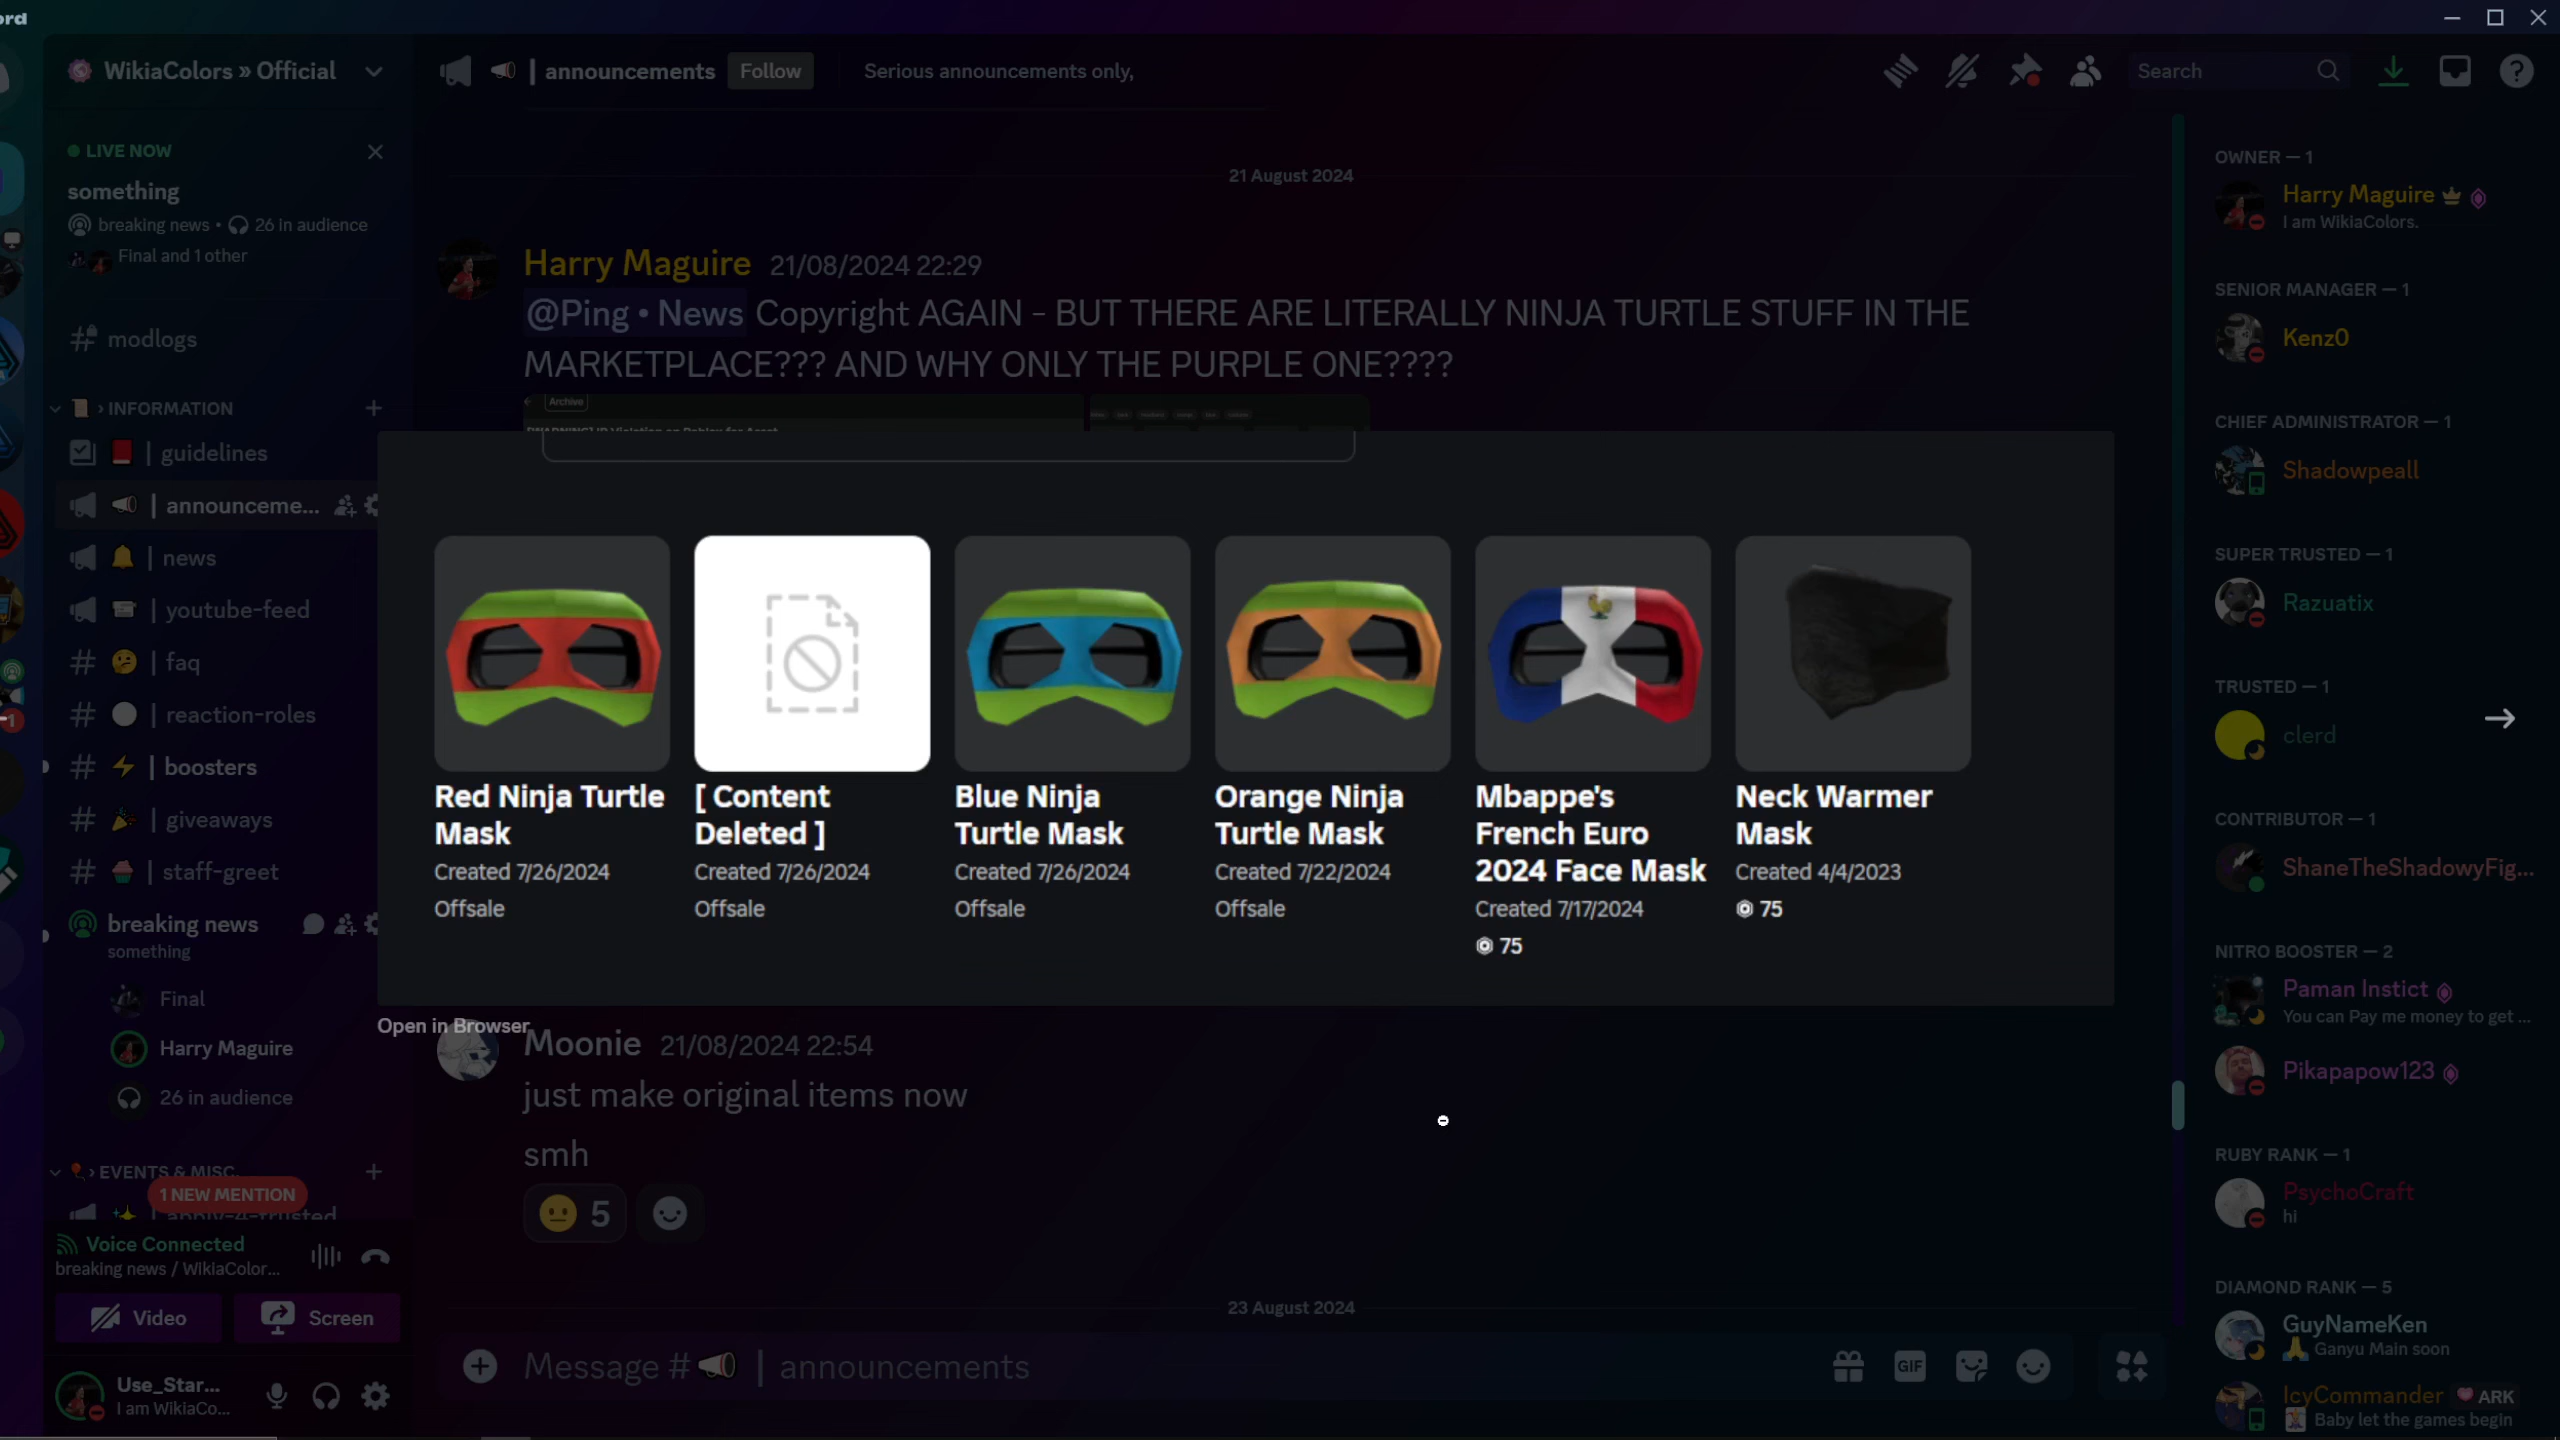 ord
WikiaColors » Official
LIVE NOW
something
breaking news • 26 in audience
Final and 1 other
# modlogs
› INFORMATION
| guidelines
| announceme...
| news
| youtube-feed
| faq
| reaction-roles
| boosters
| giveaways
| staff-greet
breaking news
something
Final
Harry Maguire
26 in audience
› EVENTS & MISC.
1 NEW MENTION
| apply-4-trusted
Voice Connected
breaking news / WikiaColor...
Video
Screen
Use_Star...
I am WikiaCo...
| announcements
Follow
Serious announcements only,
Search
21 August 2024
Harry Maguire 21/08/2024 22:29
@Ping • News Copyright AGAIN - BUT THERE ARE LITERALLY NINJA TURTLE STUFF IN THE
MARKETPLACE??? AND WHY ONLY THE PURPLE ONE????
Archive
Red Ninja Turtle
Mask
Created 7/26/2024
Offsale
[ Content
Deleted ]
Created 7/26/2024
Offsale
Blue Ninja
Turtle Mask
Created 7/26/2024
Offsale
Orange Ninja
Turtle Mask
Created 7/22/2024
Offsale
Mbappe's
French Euro
2024 Face Mask
Created 7/17/2024
75
Neck Warmer
Mask
Created 4/4/2023
75
Open in Browser
Moonie 21/08/2024 22:54
just make original items now
smh
5
23 August 2024
Message # | announcements
GIF
OWNER — 1
Harry Maguire
I am WikiaColors.
SENIOR MANAGER — 1
Kenz0
CHIEF ADMINISTRATOR — 1
Shadowpeall
SUPER TRUSTED — 1
Razuatix
TRUSTED — 1
clerd
CONTRIBUTOR — 1
ShaneTheShadowyFig...
NITRO BOOSTER — 2
Paman Instict
You can Pay me money to get ...
Pikapapow123
RUBY RANK — 1
PsychoCraft
hi
DIAMOND RANK — 5
GuyNameKen
Ganyu Main soon
IcyCommander ARK
Baby let the games begin